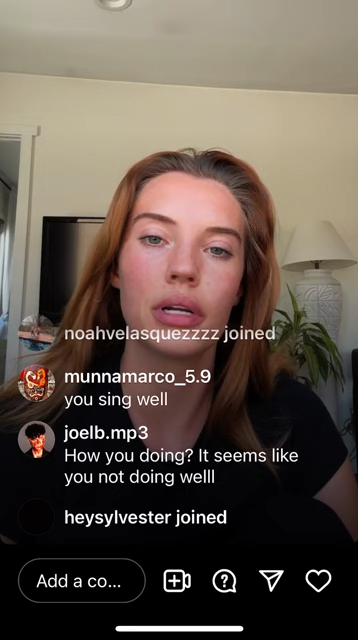 noahvelasquezzzz joined
munnamarco_5.9
you sing well
joelb.mp3
How you doing? It seems like
you not doing welll
heysylvester joined
Add a co...